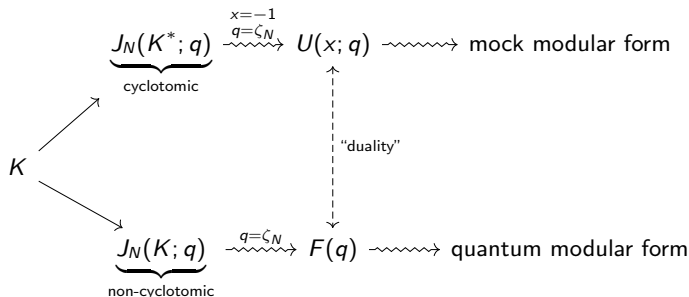 J_N(K^*; q) x=−1 q=ζ_N U(x; q) mock modular form
cyclotomic
"duality"
K
J_N(K; q) q=ζ_N F(q) quantum modular form
non-cyclotomic